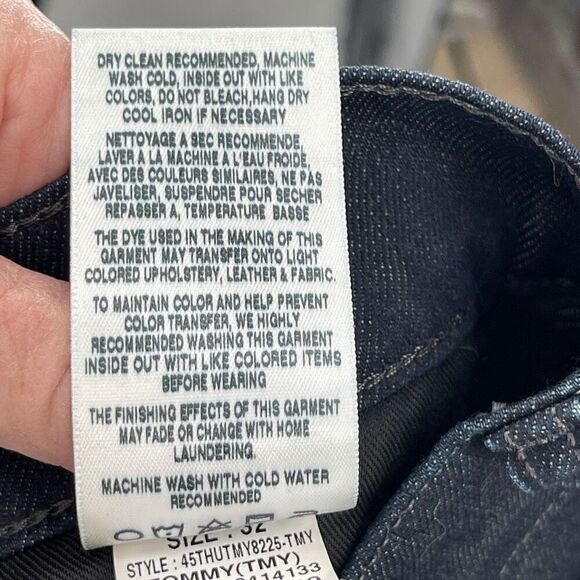 DRY CLEAN RECOMMENDED, MACHINE
WASH COLD, INSIDE OUT WITH LIKE
COLORS, DO NOT BLEACH,HANG DRY
COOL IRON IF NECESSARY
NETTOYAGE A SEC RECOMMENDE,
LAVER A LA MACHINE A L'EAU FROIDE,
AVEC DES COULEURS SIMILAIRES, NE PAS
JAVELISER, SUSPENDRE POUR SECHER
REPASSER A, TEMPERATURE BASSE
THE DYE USED IN THE MAKING OF THIS
GARMENT MAY TRANSFER ONTO LIGHT
COLORED UPHOLSTERY, LEATHER & FABRIC.
TO MAINTAIN COLOR AND HELP PREVENT
COLOR TRANSFER, WE HIGHLY
RECOMMENDED WASHING THIS GARMENT
INSIDE OUT WITH LIKE COLORED ITEMS
BEFORE WEARING
THE FINISHING EFFECTS OF THIS GARMENT
MAY FADE OR CHANGE WITH HOME
LAUNDERING.
MACHINE WASH WITH COLD WATER
RECOMMENDED
SIZE : 32
STYLE : 45THUTMY8225-TMY
TOMMY(TMY)